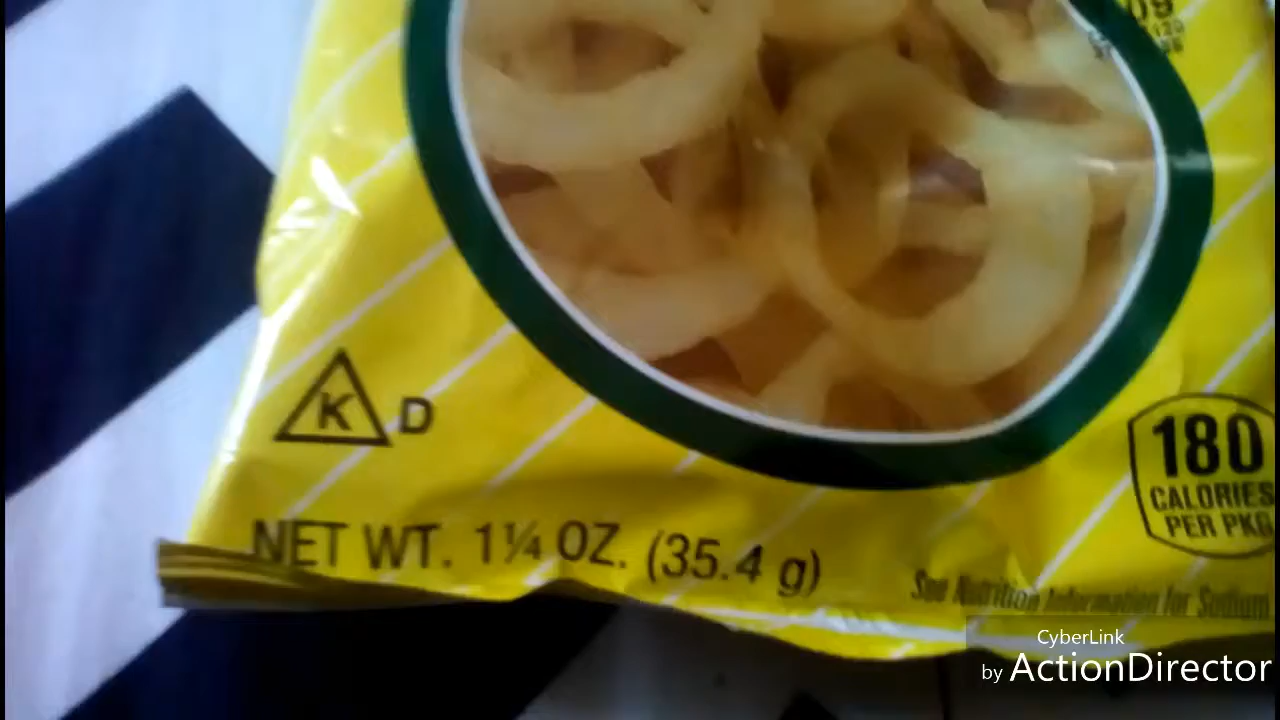 09
K D
180
CALORIES
PER PKG
NET WT. 1¼ OZ. (35.4 g)
See Nutrition Information for Sodium
CyberLink
by ActionDirector